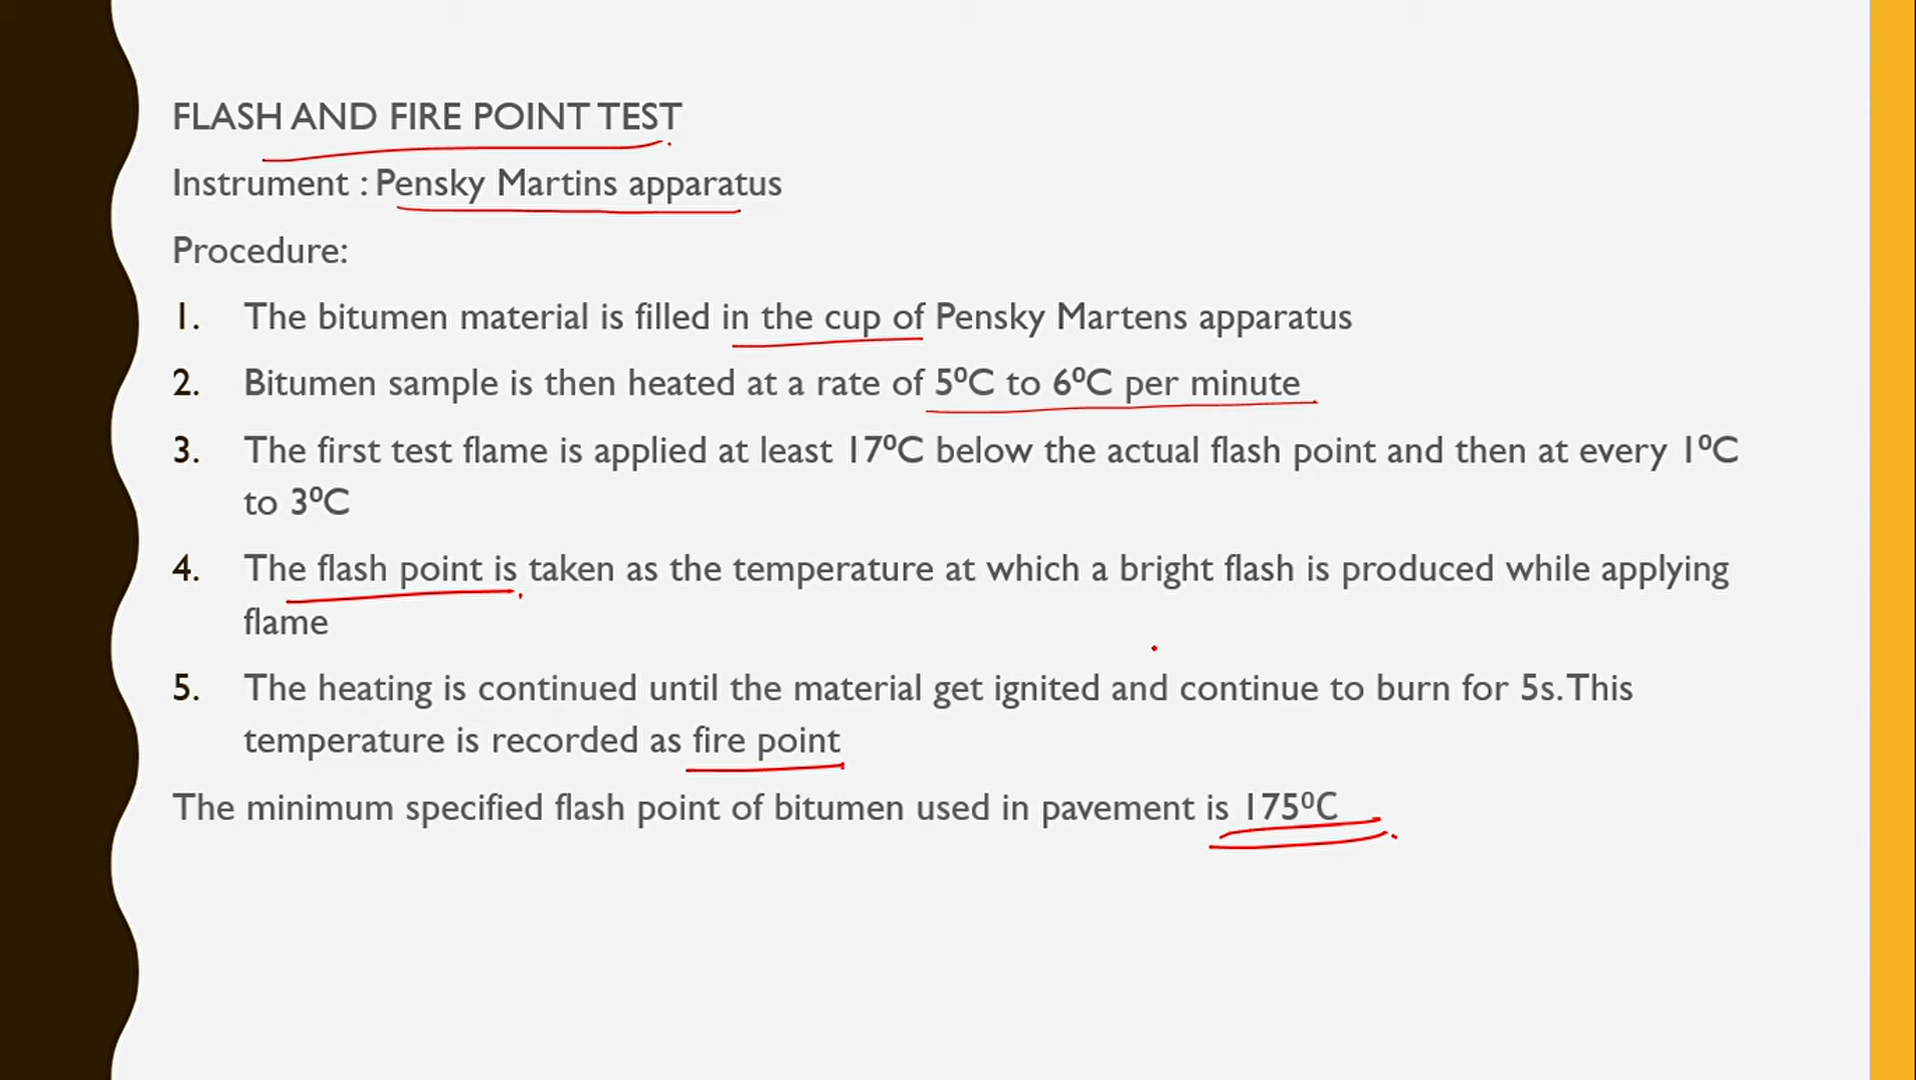 FLASH AND FIRE POINT TEST
Instrument : Pensky Martins apparatus
Procedure:
1. The bitumen material is filled in the cup of Pensky Martens apparatus
2. Bitumen sample is then heated at a rate of 5⁰C to 6⁰C per minute
3. The first test flame is applied at least 17⁰C below the actual flash point and then at every 1⁰C
to 3⁰C
4. The flash point is taken as the temperature at which a bright flash is produced while applying
flame
5. The heating is continued until the material get ignited and continue to burn for 5s. This
temperature is recorded as fire point
The minimum specified flash point of bitumen used in pavement is 175⁰C